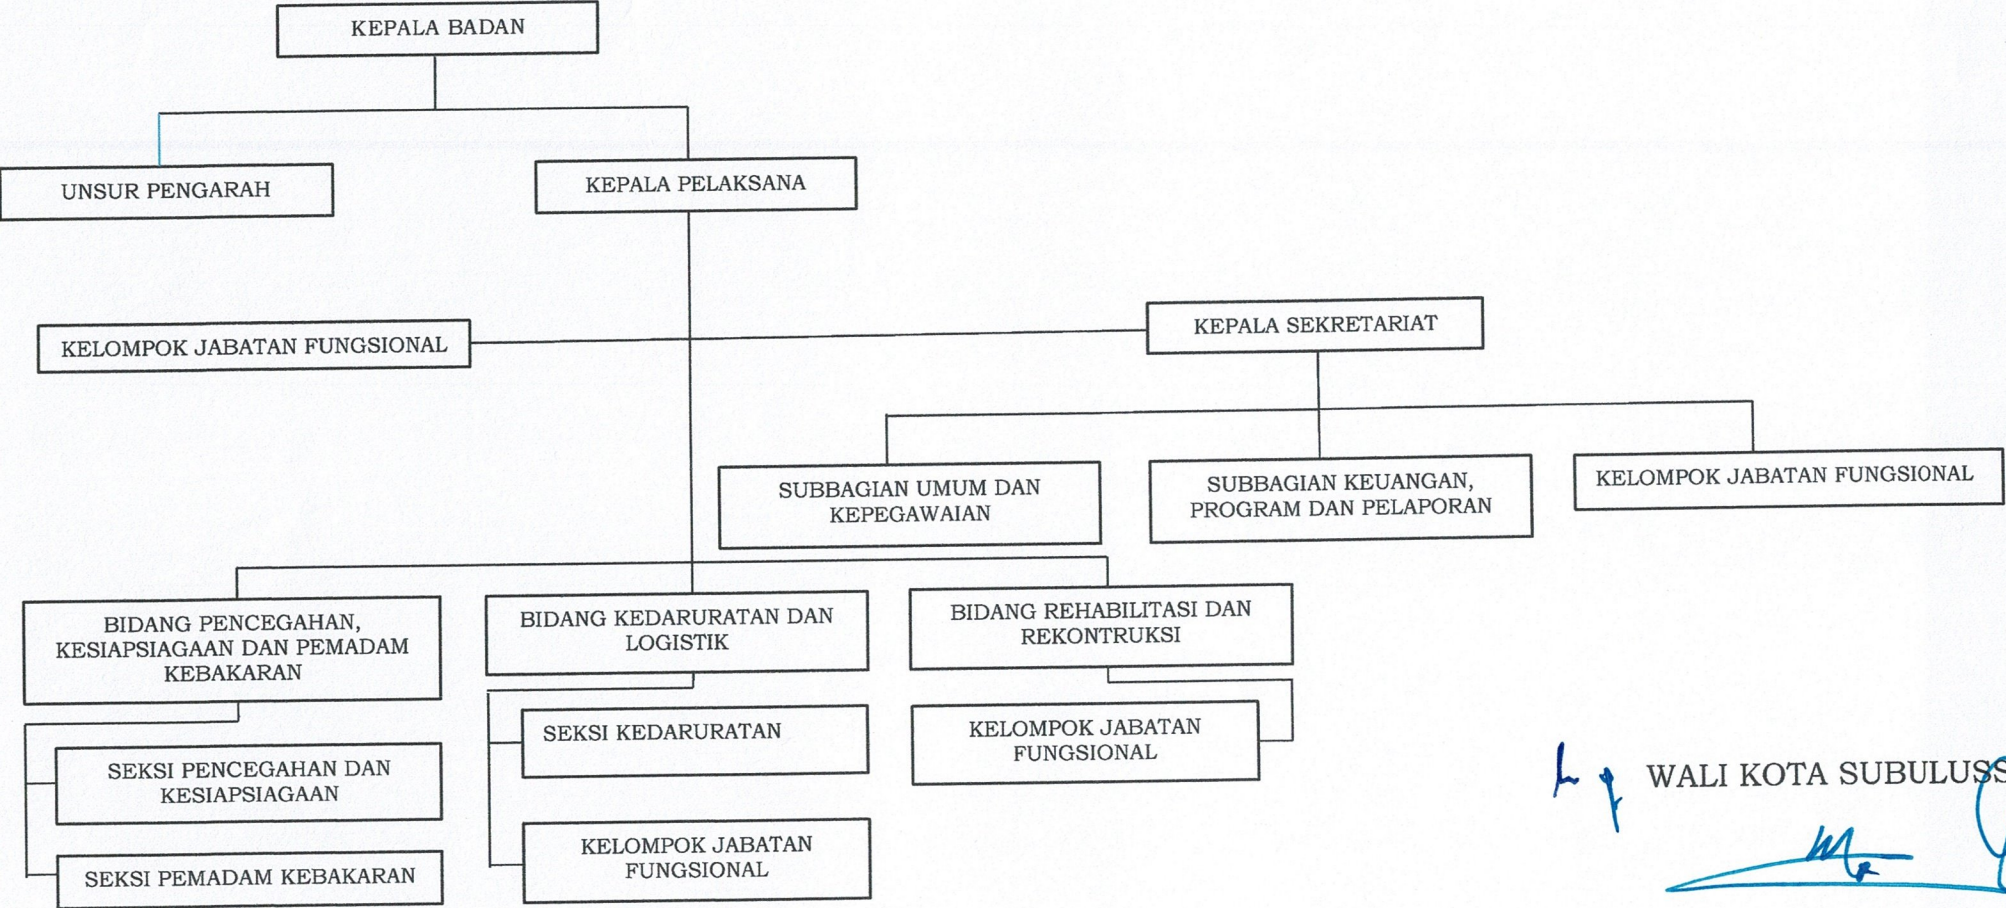 KEPALA BADAN
UNSUR PENGARAH
KEPALA PELAKSANA
KELOMPOK JABATAN FUNGSIONAL
KEPALA SEKRETARIAT
SUBBAGIAN UMUM DAN
KEPEGAWAIAN
SUBBAGIAN KEUANGAN,
PROGRAM DAN PELAPORAN
KELOMPOK JABATAN FUNGSIONAL
BIDANG PENCEGAHAN,
KESIAPSIAGAAN DAN PEMADAM
KEBAKARAN
BIDANG KEDARURATAN DAN
LOGISTIK
BIDANG REHABILITASI DAN
REKONTRUKSI
SEKSI PENCEGAHAN DAN
KESIAPSIAGAAN
SEKSI PEMADAM KEBAKARAN
SEKSI KEDARURATAN
KELOMPOK JABATAN
FUNGSIONAL
KELOMPOK JABATAN
FUNGSIONAL
WALI KOTA SUBULUSS